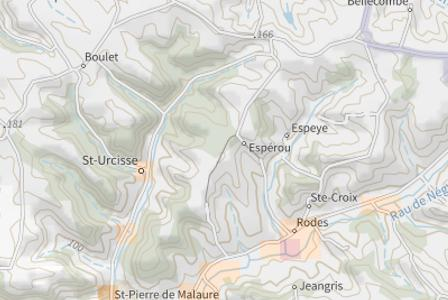 Bellecombe
166
Boulet
181
Espeye
Espérou
St-Urcisse
Ste-Croix
Rau de Nég
Rodes
100
Jeangris
St-Pierre de Malaure